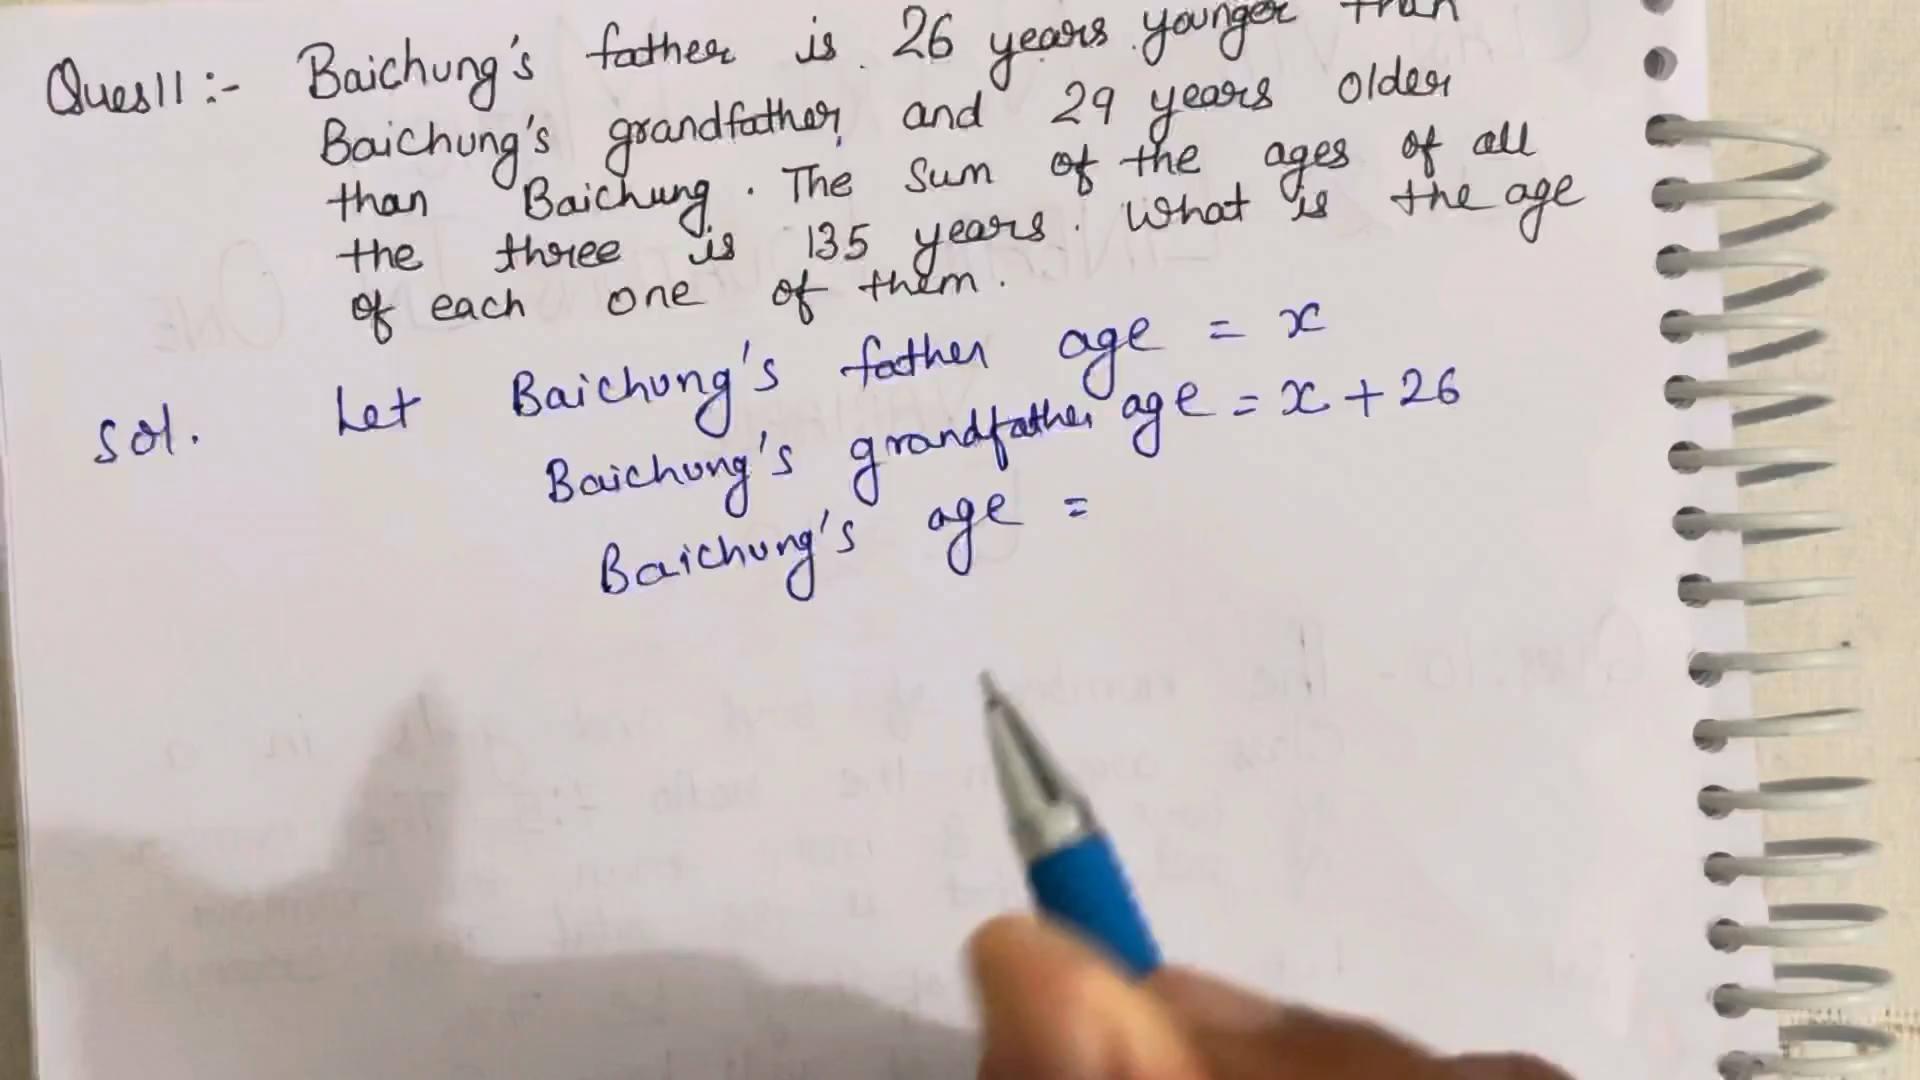 Ques11:- Baichung's father is 26 years younger than
Baichung's grandfather and 29 years older
than Baichung. The sum of the ages of all
the three is 135 years. What is the age
of each one of them.
Sol. Let Baichung's father age = x
Baichung's grandfather age = x + 26
Baichung's age =